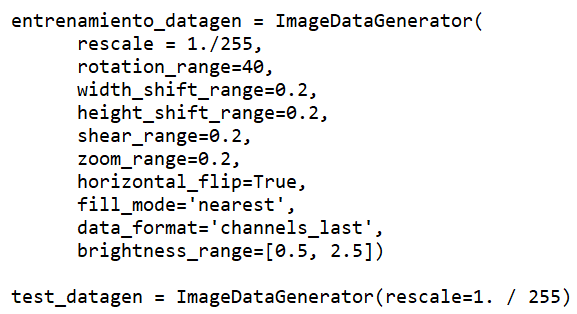 entrenamiento_datagen = ImageDataGenerator(
rescale = 1./255,
rotation_range=40,
width_shift_range=0.2,
height_shift_range=0.2,
shear_range=0.2,
zoom_range=0.2,
horizontal_flip=True,
fill_mode='nearest',
data_format='channels_last',
brightness_range=[0.5, 2.5])
test_datagen = ImageDataGenerator(rescale=1. / 255)